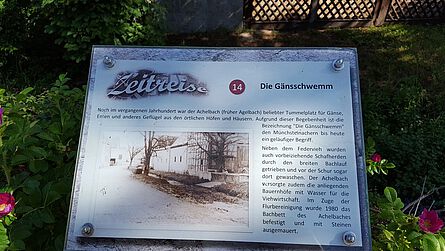 Zeitreise
14
Die Gänsschwemm
Noch im vergangenen Jahrhundert war der Achelbach (früher Agelbach) beliebter Tummelplatz für Gänse,
Enten und anderes Geflügel aus den örtlichen Höfen und Häusern. Aufgrund dieser Begebenheit ist die
Bezeichnung "Die Gänsschwemm"
den Münchstinachern bis heute
ein geläufiger Begriff.
Neben dem Federvieh wurden
auch vorbeiziehende Schafherden
durch den breiten Bachlauf
getrieben und vor der Schur sogar
dort gewaschen. Der Achelbach
versorgte zudem die anliegenden
Bauernhöfe mit Wasser für die
Viehwirtschaft. Im Zuge der
Flurbereinigung wurde 1980 das
Bachbett des Achelbaches
befestigt und mit Steinen
ausgemauert.